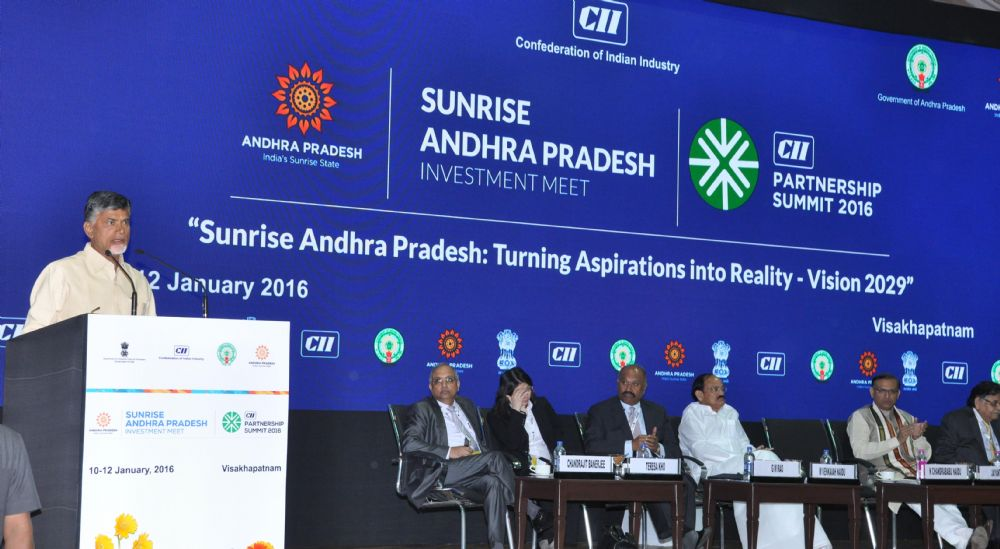 CII
Confederation of Indian Industry
Government of Andhra Pradesh
ANDHRA PRADESH
India's Sunrise State
SUNRISE
ANDHRA PRADESH
INVESTMENT MEET
CII
PARTNERSHIP
SUMMIT 2016
"Sunrise Andhra Pradesh: Turning Aspirations into Reality - Vision 2029"
12 January 2016
Visakhapatnam
CII
CII
ANDHRA PRADESH
CII
ANDHRA PRADESH
CII
ANDHRA PRADESH
CII
CII
Confederation of Indian Industry
SUNRISE
ANDHRA PRADESH
INVESTMENT MEET
CII
PARTNERSHIP
SUMMIT 2016
10-12 January, 2016
Visakhapatnam
CHANDRAJIT BANERJEE
TERESA KHO
G M RAO
M VENKAIAH NAIDU
N CHANDRABABU NAIDU